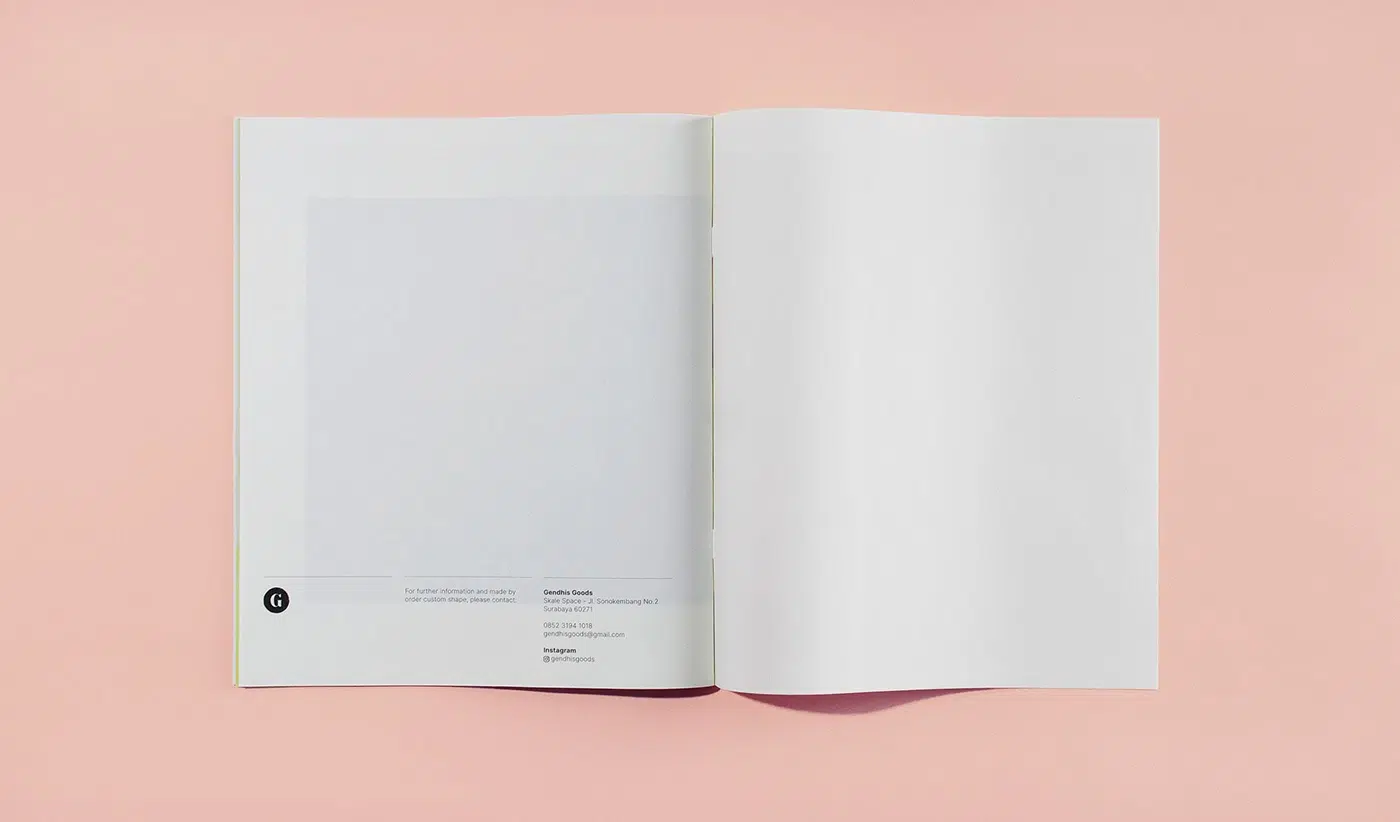 G
For further information and made by
order custom shape, please contact:
Gendhis Goods
Skale Space - Jl. Sonokembang No.2
Surabaya 60271
0852 3194 1018
gendhisgoods@gmail.com
Instagram
gendhisgoods